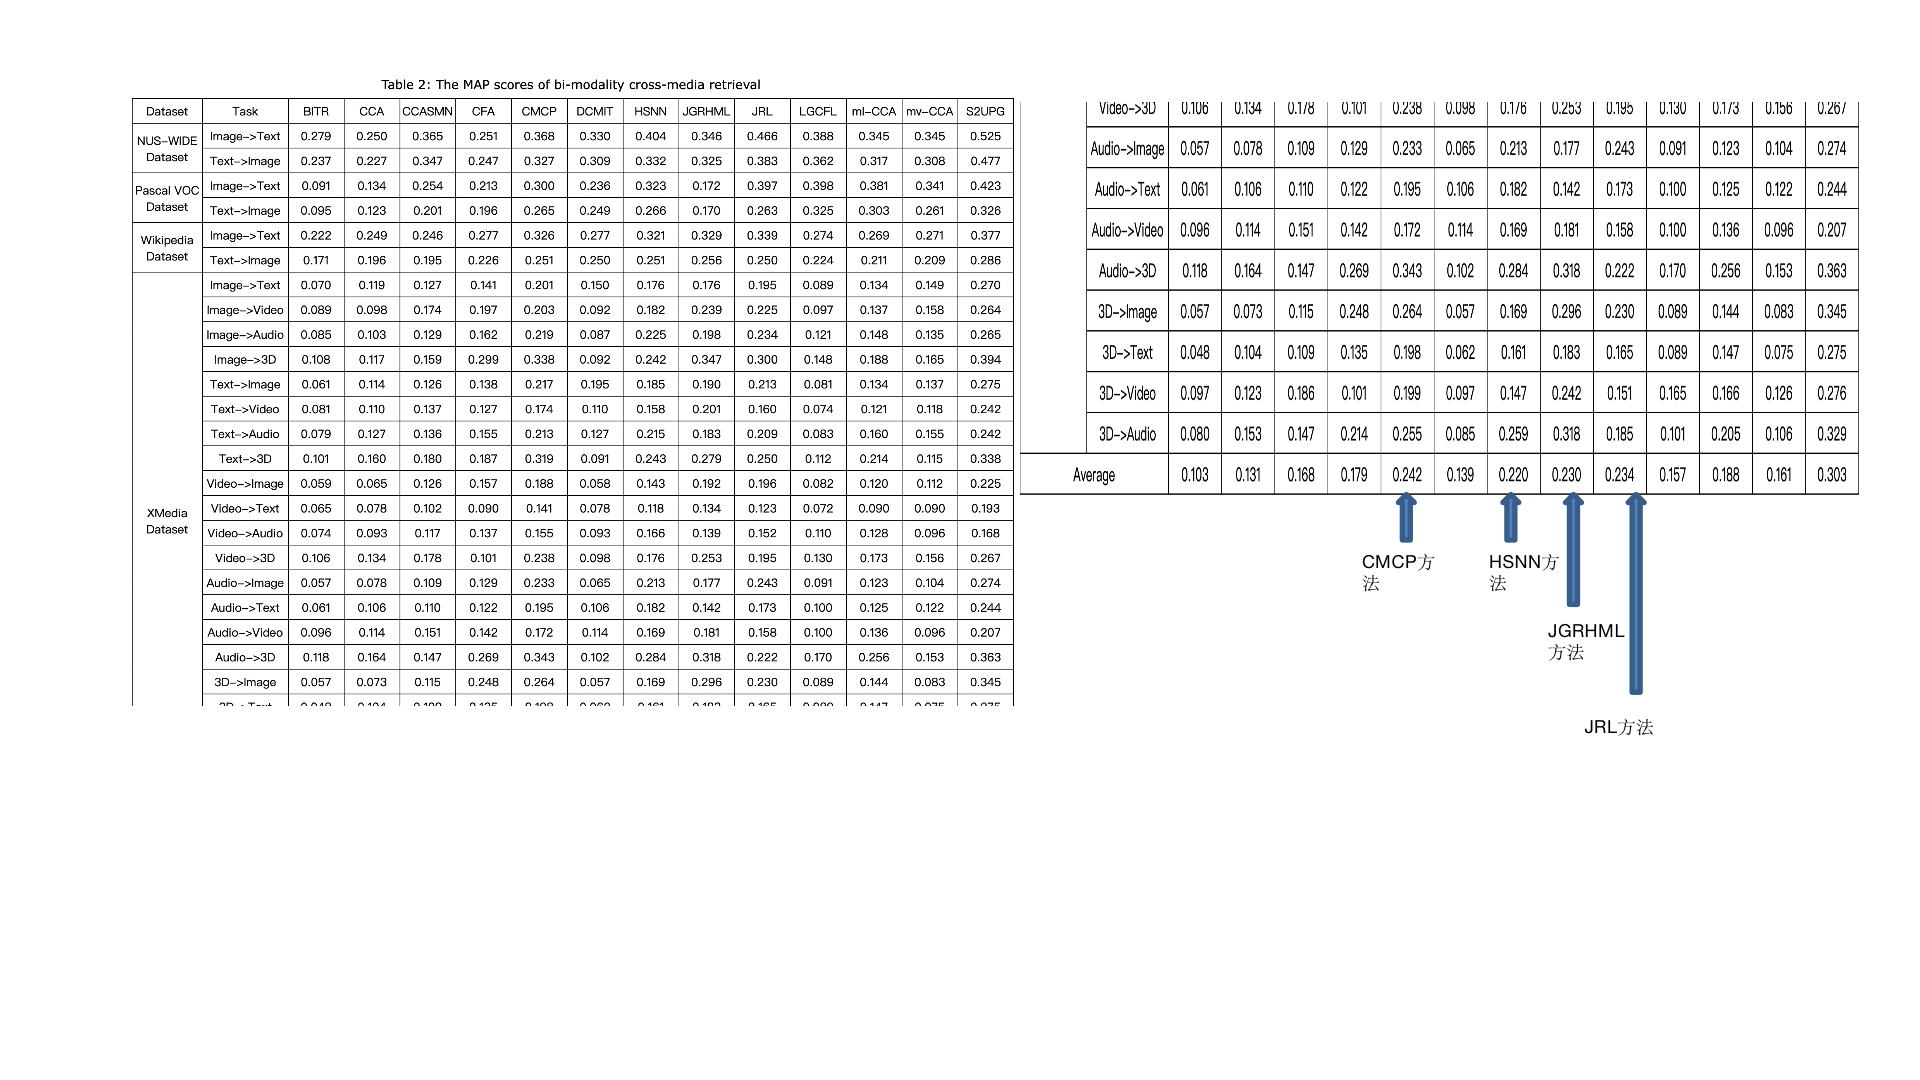 Table 2: The MAP scores of bi-modality cross-media retrieval
Dataset Task BITR CCA CCASMN CFA CMCP DCMIT HSNN JGRHML JRL LGCFL ml-CCA mv-CCA S2UPG
NUS-WIDE Dataset Image->Text 0.279 0.250 0.365 0.251 0.368 0.330 0.404 0.346 0.466 0.388 0.345 0.345 0.525
Text->Image 0.237 0.227 0.347 0.247 0.327 0.309 0.332 0.325 0.383 0.362 0.317 0.308 0.477
Pascal VOC Dataset Image->Text 0.091 0.134 0.254 0.213 0.300 0.236 0.323 0.172 0.397 0.398 0.381 0.341 0.423
Text->Image 0.095 0.123 0.201 0.196 0.265 0.249 0.266 0.170 0.263 0.325 0.303 0.261 0.326
Wikipedia Dataset Image->Text 0.222 0.249 0.246 0.277 0.326 0.277 0.321 0.329 0.339 0.274 0.269 0.271 0.377
Text->Image 0.171 0.196 0.195 0.226 0.251 0.250 0.251 0.256 0.250 0.224 0.211 0.209 0.286
XMedia Dataset Image->Text 0.070 0.119 0.127 0.141 0.201 0.150 0.176 0.176 0.195 0.089 0.134 0.149 0.270
Image->Video 0.089 0.098 0.174 0.197 0.203 0.092 0.182 0.239 0.225 0.097 0.137 0.158 0.264
Image->Audio 0.085 0.103 0.129 0.162 0.219 0.087 0.225 0.198 0.234 0.121 0.148 0.135 0.265
Image->3D 0.108 0.117 0.159 0.299 0.338 0.092 0.242 0.347 0.300 0.148 0.188 0.165 0.394
Text->Image 0.061 0.114 0.126 0.138 0.217 0.195 0.185 0.190 0.213 0.081 0.134 0.137 0.275
Text->Video 0.081 0.110 0.137 0.127 0.174 0.110 0.158 0.201 0.160 0.074 0.121 0.118 0.242
Text->Audio 0.079 0.127 0.136 0.155 0.213 0.127 0.215 0.183 0.209 0.083 0.160 0.155 0.242
Text->3D 0.101 0.160 0.180 0.187 0.319 0.091 0.243 0.279 0.250 0.112 0.214 0.115 0.338
Video->Image 0.059 0.065 0.126 0.157 0.188 0.058 0.143 0.192 0.196 0.082 0.120 0.112 0.225
Video->Text 0.065 0.078 0.102 0.090 0.141 0.078 0.118 0.134 0.123 0.072 0.090 0.090 0.193
Video->Audio 0.074 0.093 0.117 0.137 0.155 0.093 0.166 0.139 0.152 0.110 0.128 0.096 0.168
Video->3D 0.106 0.134 0.178 0.101 0.238 0.098 0.176 0.253 0.195 0.130 0.173 0.156 0.267
Audio->Image 0.057 0.078 0.109 0.129 0.233 0.065 0.213 0.177 0.243 0.091 0.123 0.104 0.274
Audio->Text 0.061 0.106 0.110 0.122 0.195 0.106 0.182 0.142 0.173 0.100 0.125 0.122 0.244
Audio->Video 0.096 0.114 0.151 0.142 0.172 0.114 0.169 0.181 0.158 0.100 0.136 0.096 0.207
Audio->3D 0.118 0.164 0.147 0.269 0.343 0.102 0.284 0.318 0.222 0.170 0.256 0.153 0.363
3D->Image 0.057 0.073 0.115 0.248 0.264 0.057 0.169 0.296 0.230 0.089 0.144 0.083 0.345
Video->3D 0.106 0.134 0.178 0.101 0.238 0.098 0.176 0.253 0.195 0.130 0.173 0.156 0.267
Audio->Image 0.057 0.078 0.109 0.129 0.233 0.065 0.213 0.177 0.243 0.091 0.123 0.104 0.274
Audio->Text 0.061 0.106 0.110 0.122 0.195 0.106 0.182 0.142 0.173 0.100 0.125 0.122 0.244
Audio->Video 0.096 0.114 0.151 0.142 0.172 0.114 0.169 0.181 0.158 0.100 0.136 0.096 0.207
Audio->3D 0.118 0.164 0.147 0.269 0.343 0.102 0.284 0.318 0.222 0.170 0.256 0.153 0.363
3D->Image 0.057 0.073 0.115 0.248 0.264 0.057 0.169 0.296 0.230 0.089 0.144 0.083 0.345
3D->Text 0.048 0.104 0.109 0.135 0.198 0.062 0.161 0.183 0.165 0.089 0.147 0.075 0.275
3D->Video 0.097 0.123 0.186 0.101 0.199 0.097 0.147 0.242 0.151 0.165 0.166 0.126 0.276
3D->Audio 0.080 0.153 0.147 0.214 0.255 0.085 0.259 0.318 0.185 0.101 0.205 0.106 0.329
Average 0.103 0.131 0.168 0.179 0.242 0.139 0.220 0.230 0.234 0.157 0.188 0.161 0.303
CMCP方
法
HSNN方
法
JGRHML
方法
JRL方法